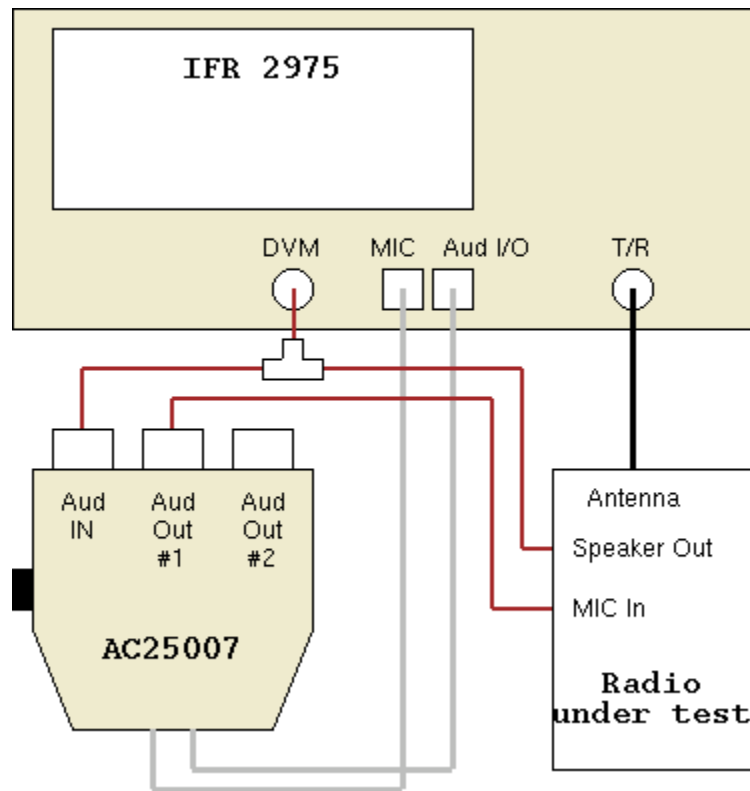 IFR 2975
DVM
MIC
Aud I/O
T/R
Aud
IN
Aud
Out
#1
Aud
Out
#2
AC25007
Antenna
Speaker Out
MIC In
Radio
under test